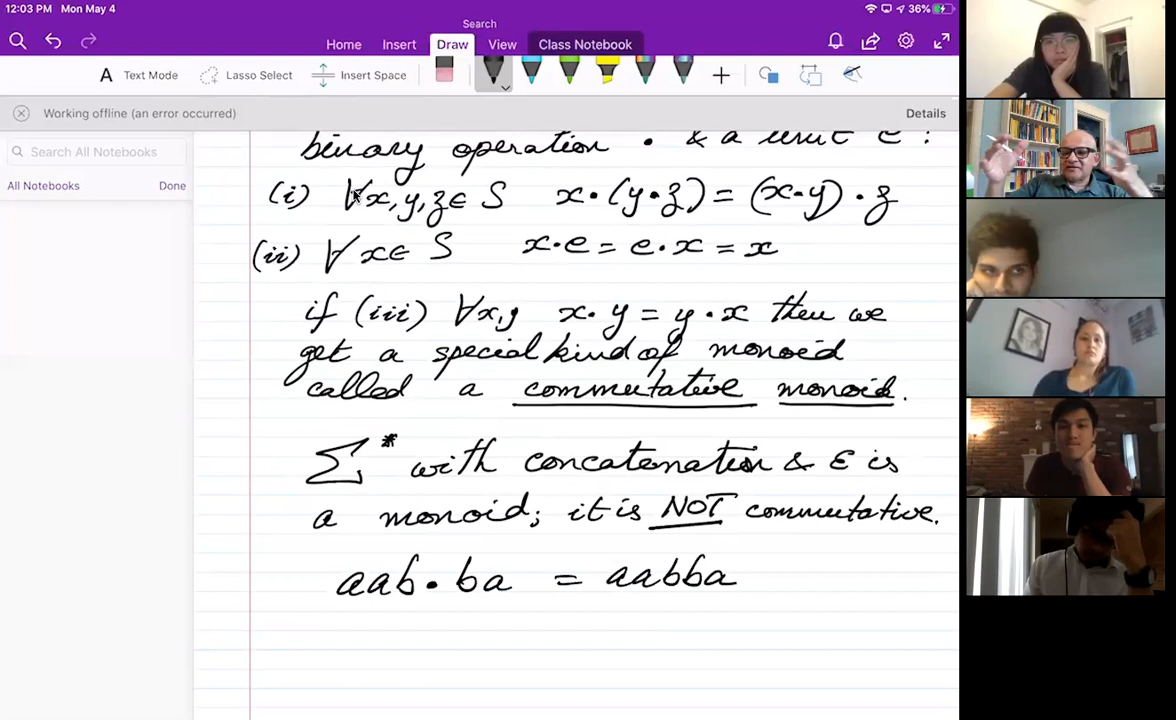 12:03 PM Mon May 4
36%
Search
Home Insert Draw View Class Notebook
A Text Mode Lasso Select Insert Space
Working offline (an error occurred) Details
Search All Notebooks
All Notebooks Done
binary operation · & a unit e :
(i) ∀x,y,z∈ S x·(y·z) = (x·y)·z
(ii) ∀ x∈ S x·e = e·x = x
if (iii) ∀x,y x·y = y·x then we
get a special kind of monoid
called a commutative monoid.
Σ* with concatenation & ε is
a monoid; it is NOT commutative.
aab·ba = aabba